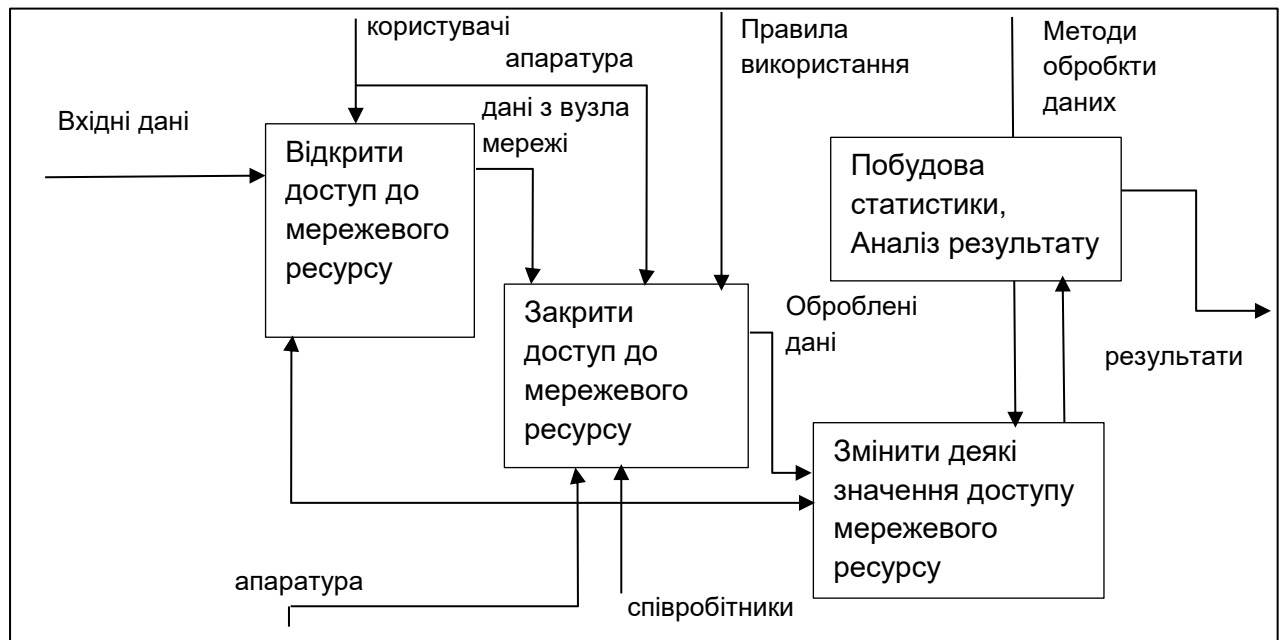 користувачі
апаратура
Правила
використання
Методи
обробкти
даних
Вхідні дані
дані з вузла
мережі
Відкрити
доступ до
мережевого
ресурсу
Побудова
статистики,
Аналіз результату
Закрити
доступ до
мережевого
ресурсу
Оброблені
дані
результати
Змінити деякі
значення доступу
мережевого
ресурсу
апаратура
співробітники